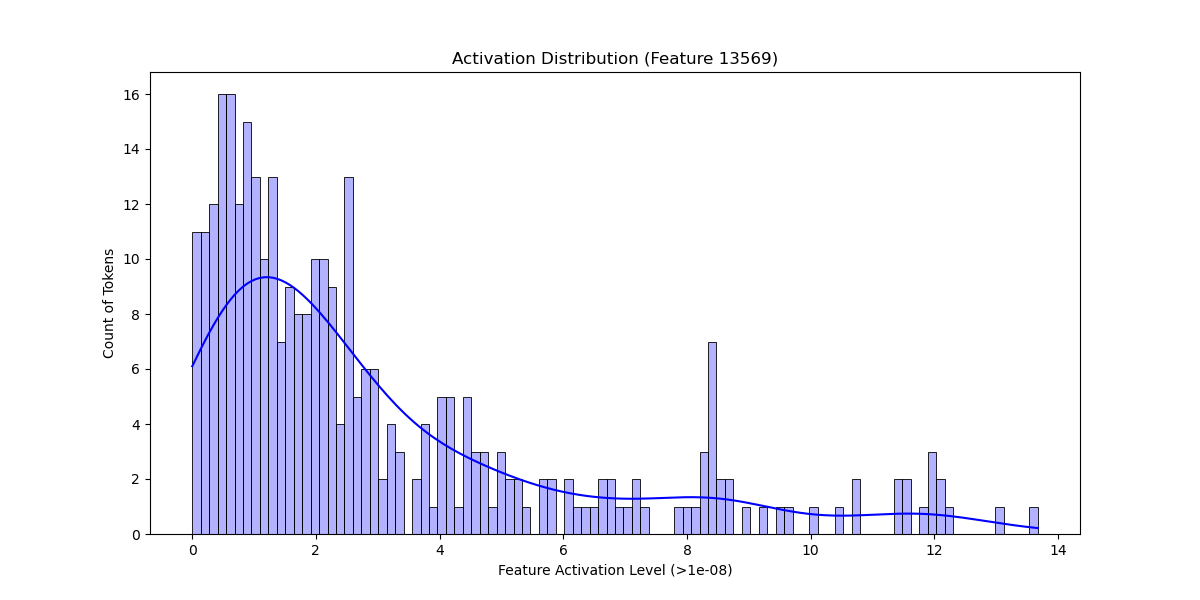 Activation Distribution (Feature 13569)
Count of Tokens
16
14
12
10
8
6
4
2
0
0 2 4 6 8 10 12 14
Feature Activation Level (>1e-08)